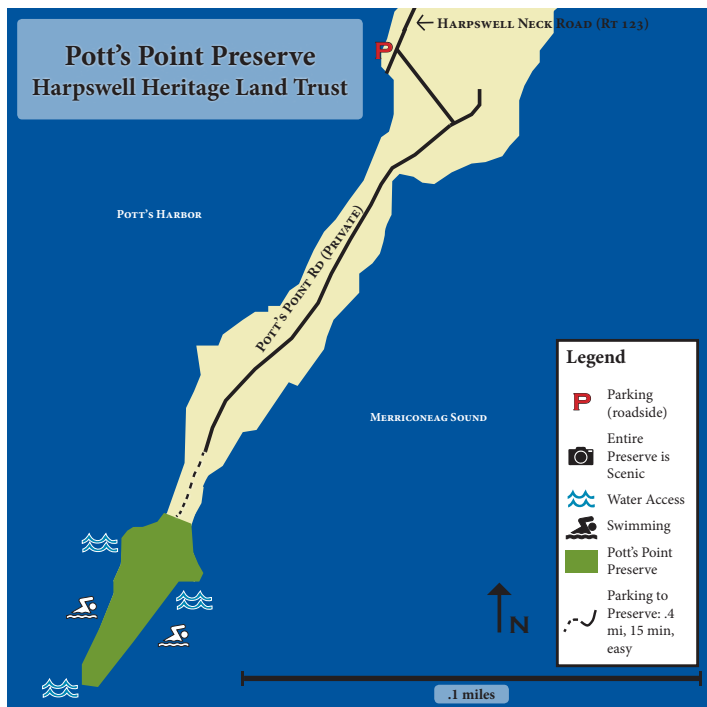 Pott's Point Preserve
Harpswell Heritage Land Trust
Harpswell Neck Road (Rt 123)
P
Pott's Harbor
Pott's Point Rd (Private)
Merriconeag Sound
Legend
P
Parking
(roadside)
Entire
Preserve is
Scenic
Water Access
Swimming
Pott's Point
Preserve
Parking to
Preserve: .4
mi, 15 min,
easy
N
.1 miles